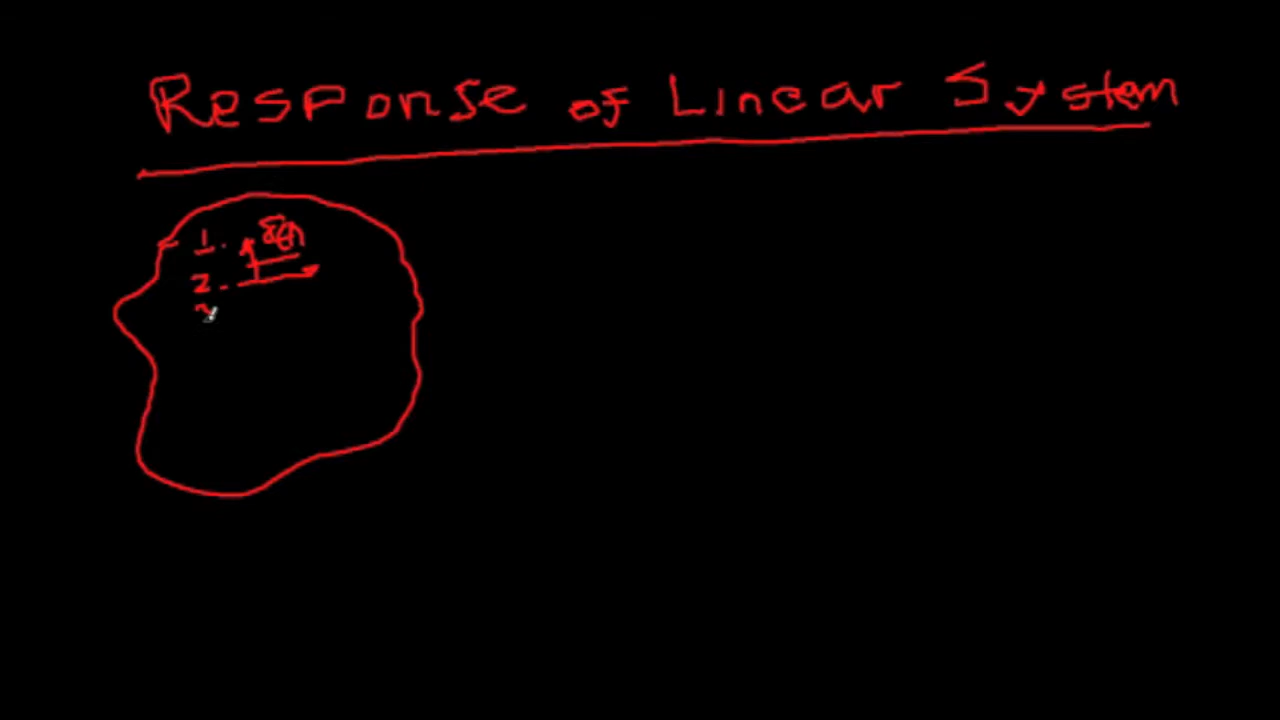 Response of Linear System
1. δ(t)
2.